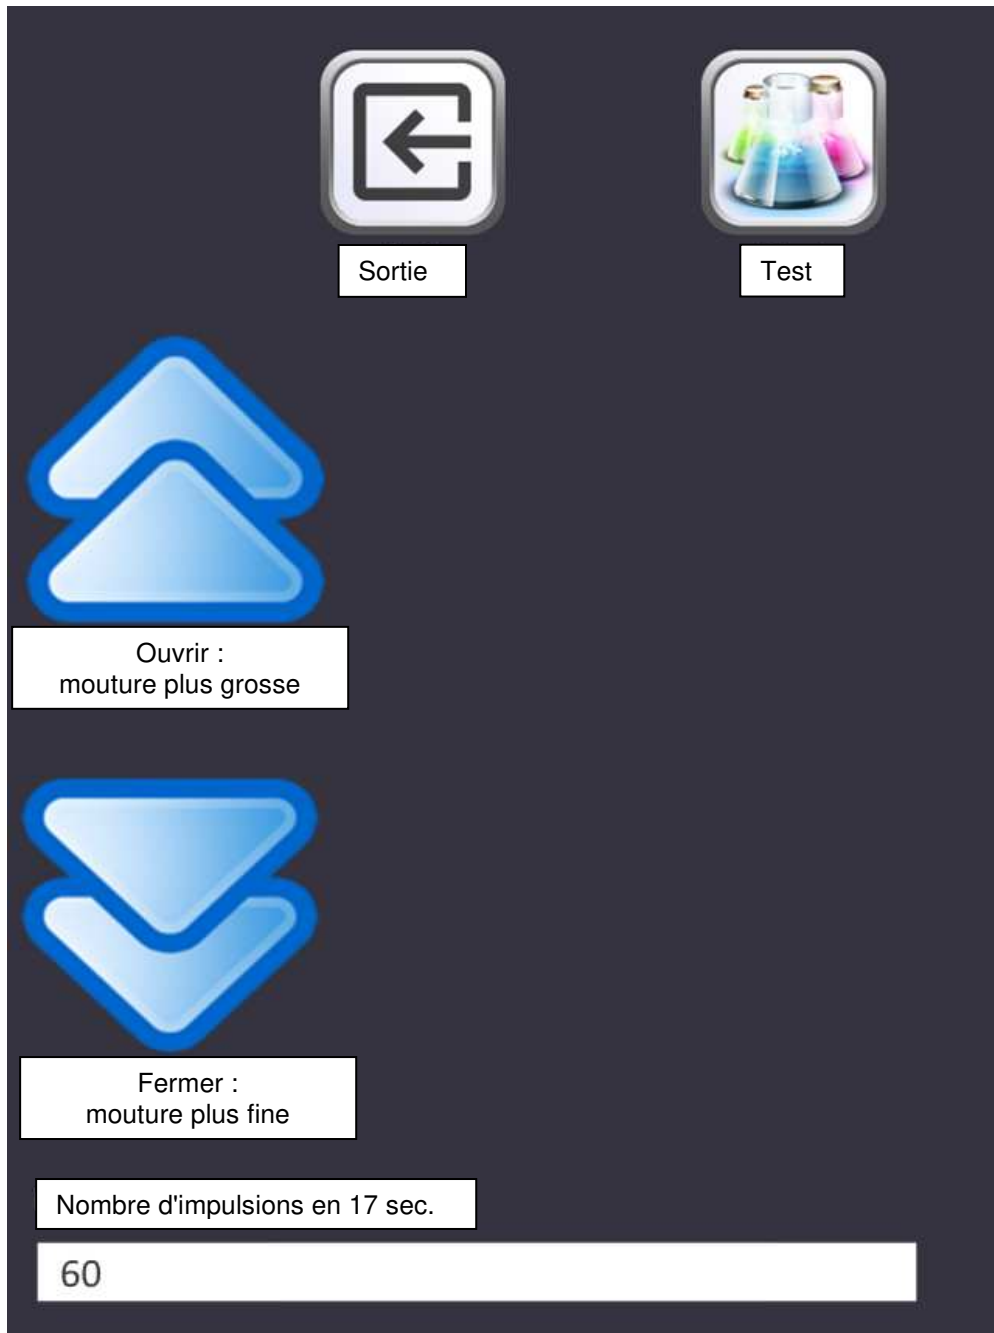 Sortie
Test
Ouvrir :
mouture plus grosse
Fermer :
mouture plus fine
Nombre d'impulsions en 17 sec.
60